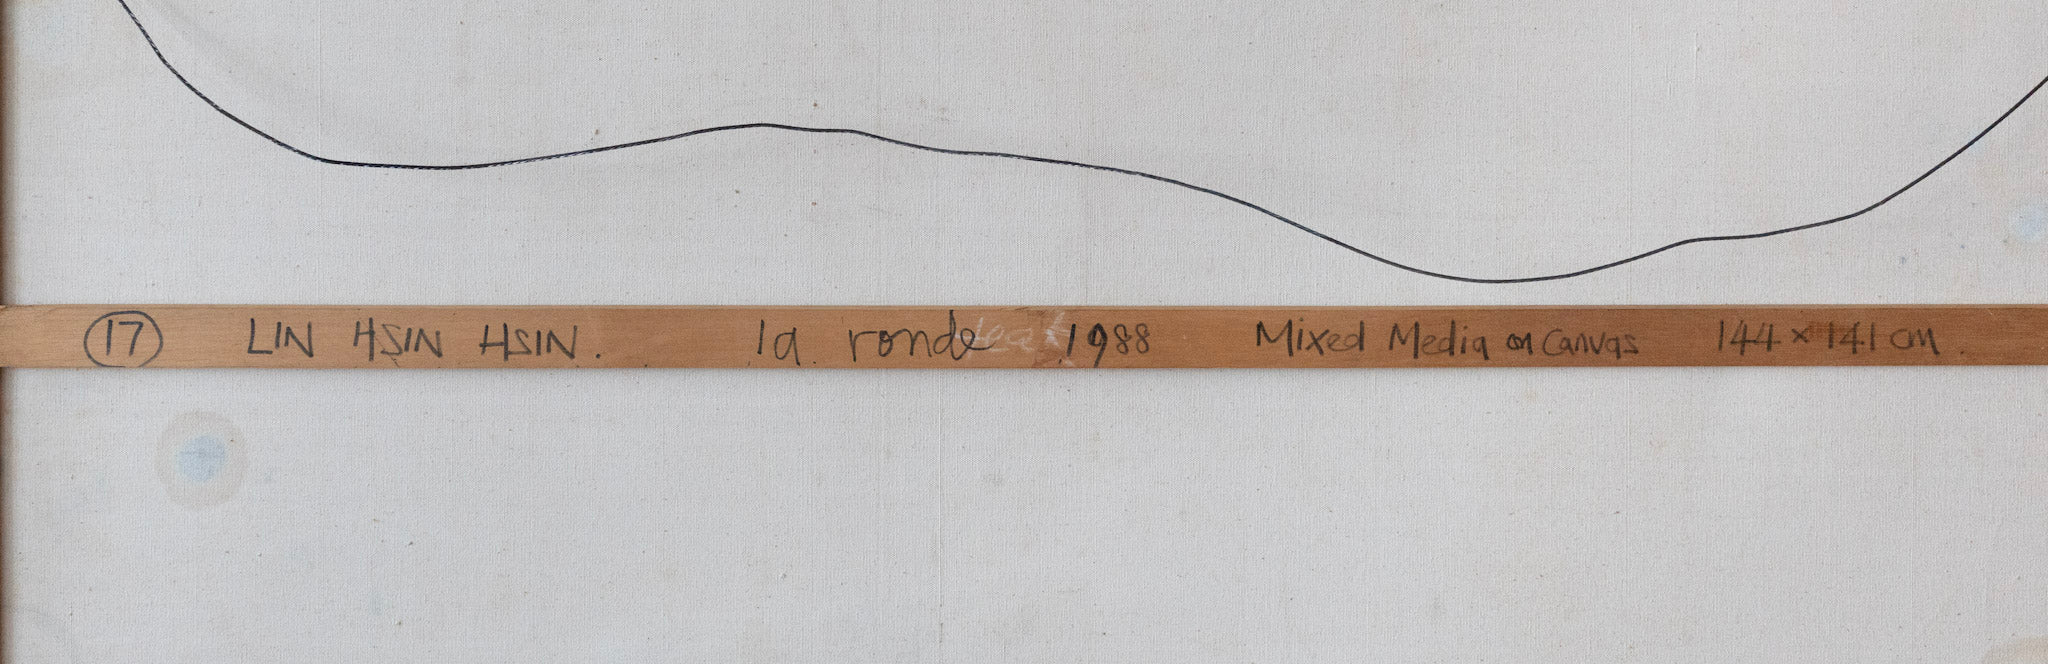 17 LIN HSIN HSIN. la ronde 1988 Mixed Media on Canvas 144 × 141 cm